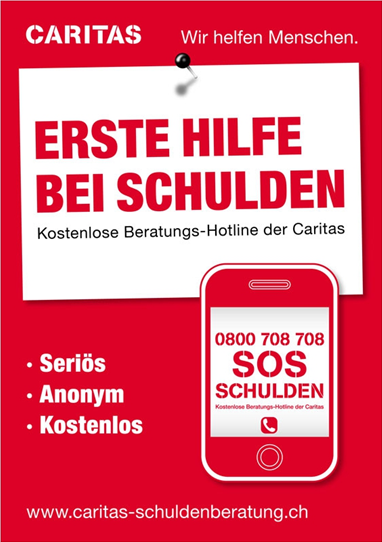 CARITAS Wir helfen Menschen.
ERSTE HILFE
BEI SCHULDEN
Kostenlose Beratungs-Hotline der Caritas
0800 708 708
SOS
SCHULDEN
Kostenlose Beratungs-Hotline der Caritas
· Seriös
· Anonym
· Kostenlos
www.caritas-schuldenberatung.ch